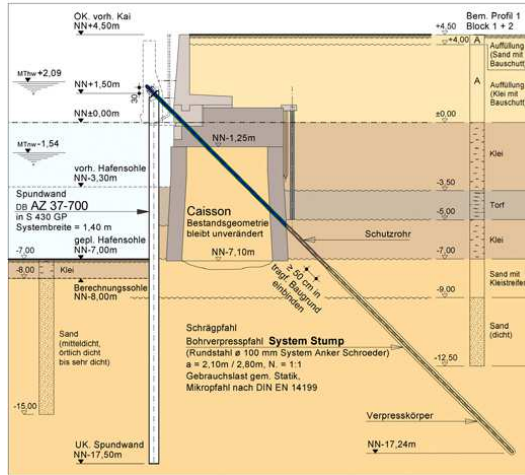 OK. vorh. Kai
NN+4,50m
MThw+2,09
NN+1,50m
30
NN±0,00m
MTnw-1,54
vorh. Hafensohle
NN-3,30m
Spundwand
DB AZ 37-700
in S 430 GP
Systembreite = 1,40 m
gepl. Hafensohle
-7,00
NN-7,00m
-8,00
Klei
Berechnungssohle
NN-8,00m
Sand
(mitteldicht,
örtlich dicht
bis sehr dicht)
-15,00
UK. Spundwand
NN-17,50m
NN-1,25m
Caisson
Bestandsgeometrie
bleibt unverändert
NN-7,10m
Schutzrohr
≥ 50 cm in
tragf. Baugrund
einbinden
Schrägpfahl
Bohrverpresspfahl System Stump
(Rundstahl ø 100 mm System Anker Schroeder)
a = 2,10m / 2,80m, N. = 1:1
Gebrauchslast gem. Statik,
Mikropfahl nach DIN EN 14199
Verpresskörper
NN-17,24m
Bem. Profil 1
Block 1 + 2
+4,50
+4,00
A
Auffüllung
(Sand mit
Bauschutt)
A
Auffüllung
(Klei mit
Bauschutt)
±0,00
Klei
-3,50
Torf
-5,00
Klei
-7,00
Sand mit
Kleistreifen
-9,00
Sand
(dicht)
-12,50